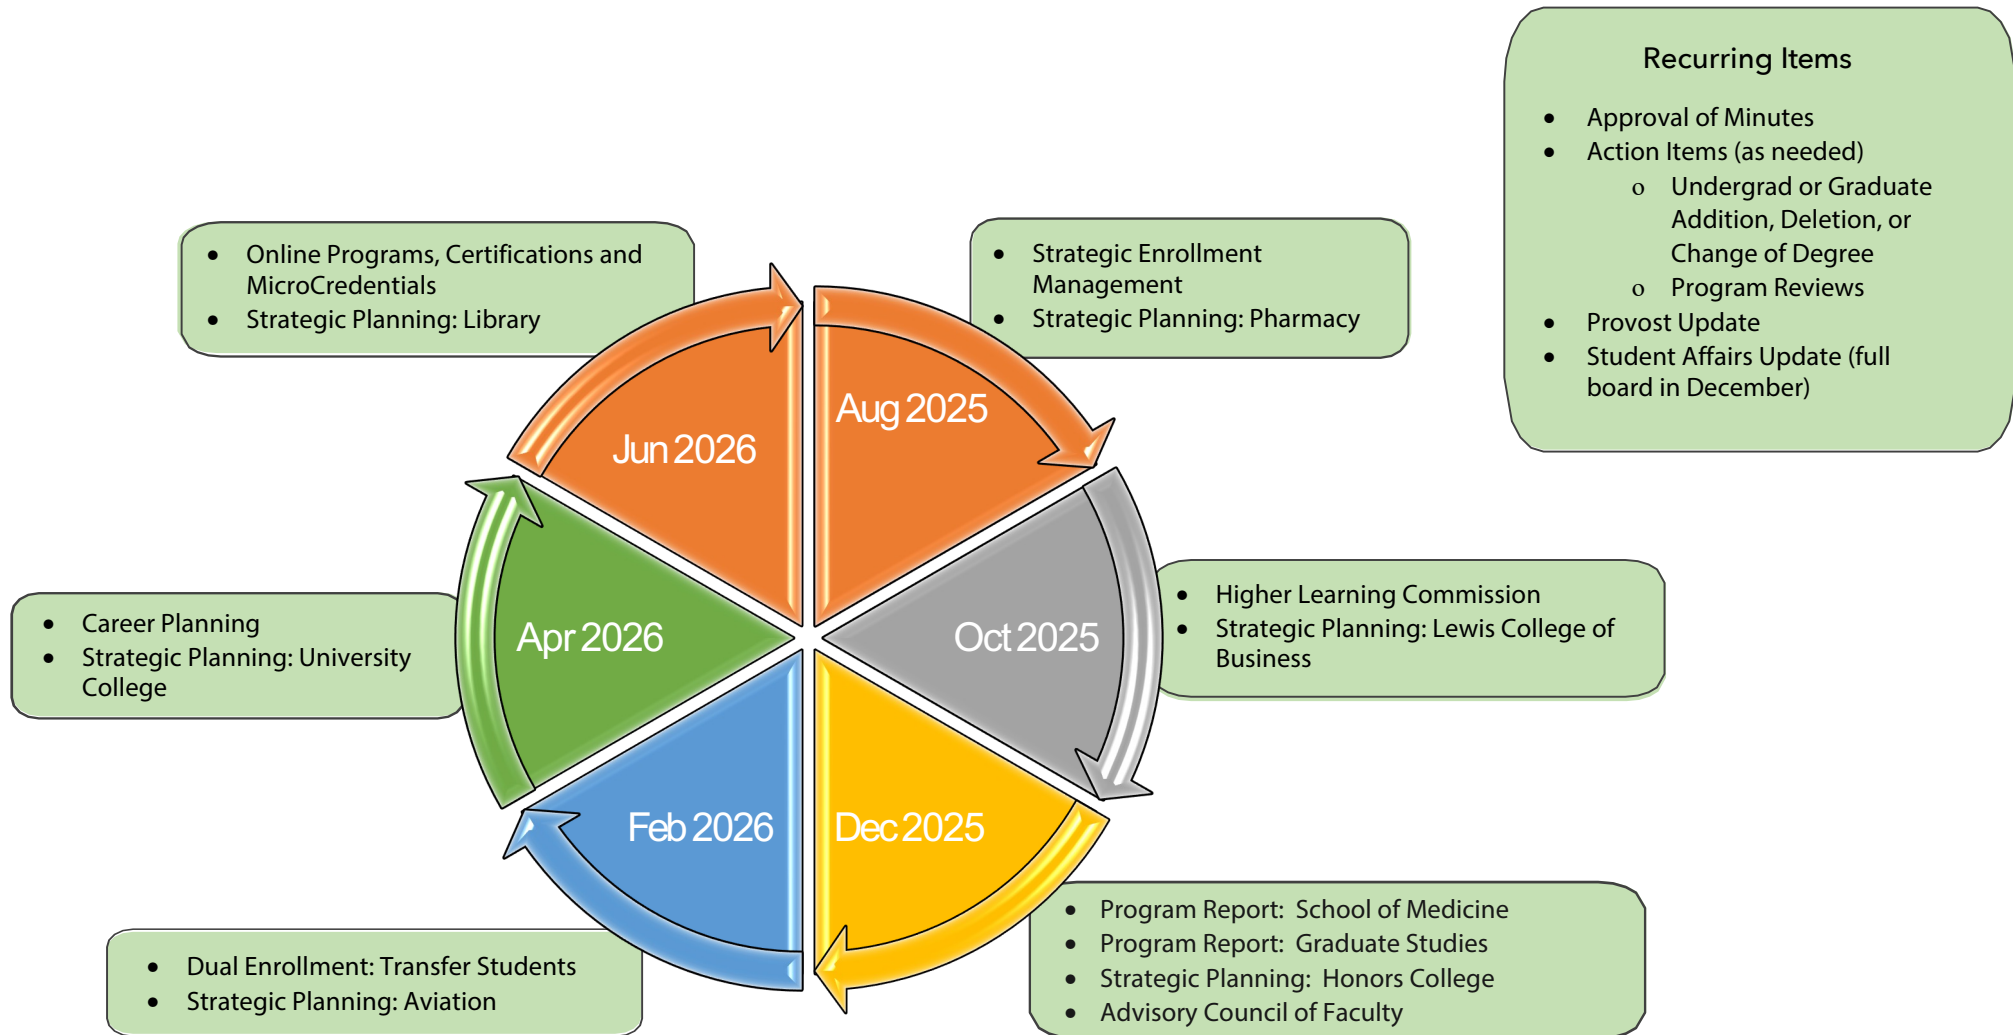 Recurring Items
• Approval of Minutes
• Action Items (as needed)
o Undergrad or Graduate
Addition, Deletion, or
Change of Degree
o Program Reviews
• Provost Update
• Student Affairs Update (full
board in December)
• Online Programs, Certifications and
MicroCredentials
• Strategic Planning: Library
• Strategic Enrollment
Management
• Strategic Planning: Pharmacy
Aug 2025
Jun 2026
• Higher Learning Commission
• Strategic Planning: Lewis College of
Business
• Career Planning
• Strategic Planning: University
College
Apr 2026
Oct 2025
Feb 2026
Dec 2025
• Program Report: School of Medicine
• Program Report: Graduate Studies
• Strategic Planning: Honors College
• Advisory Council of Faculty
• Dual Enrollment: Transfer Students
• Strategic Planning: Aviation